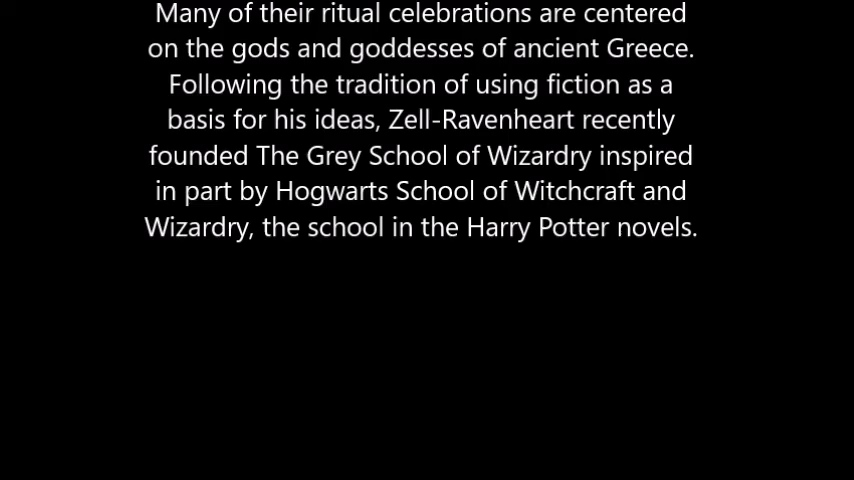 Many of their ritual celebrations are centered
on the gods and goddesses of ancient Greece.
Following the tradition of using fiction as a
basis for his ideas, Zell-Ravenheart recently
founded The Grey School of Wizardry inspired
in part by Hogwarts School of Witchcraft and
Wizardry, the school in the Harry Potter novels.